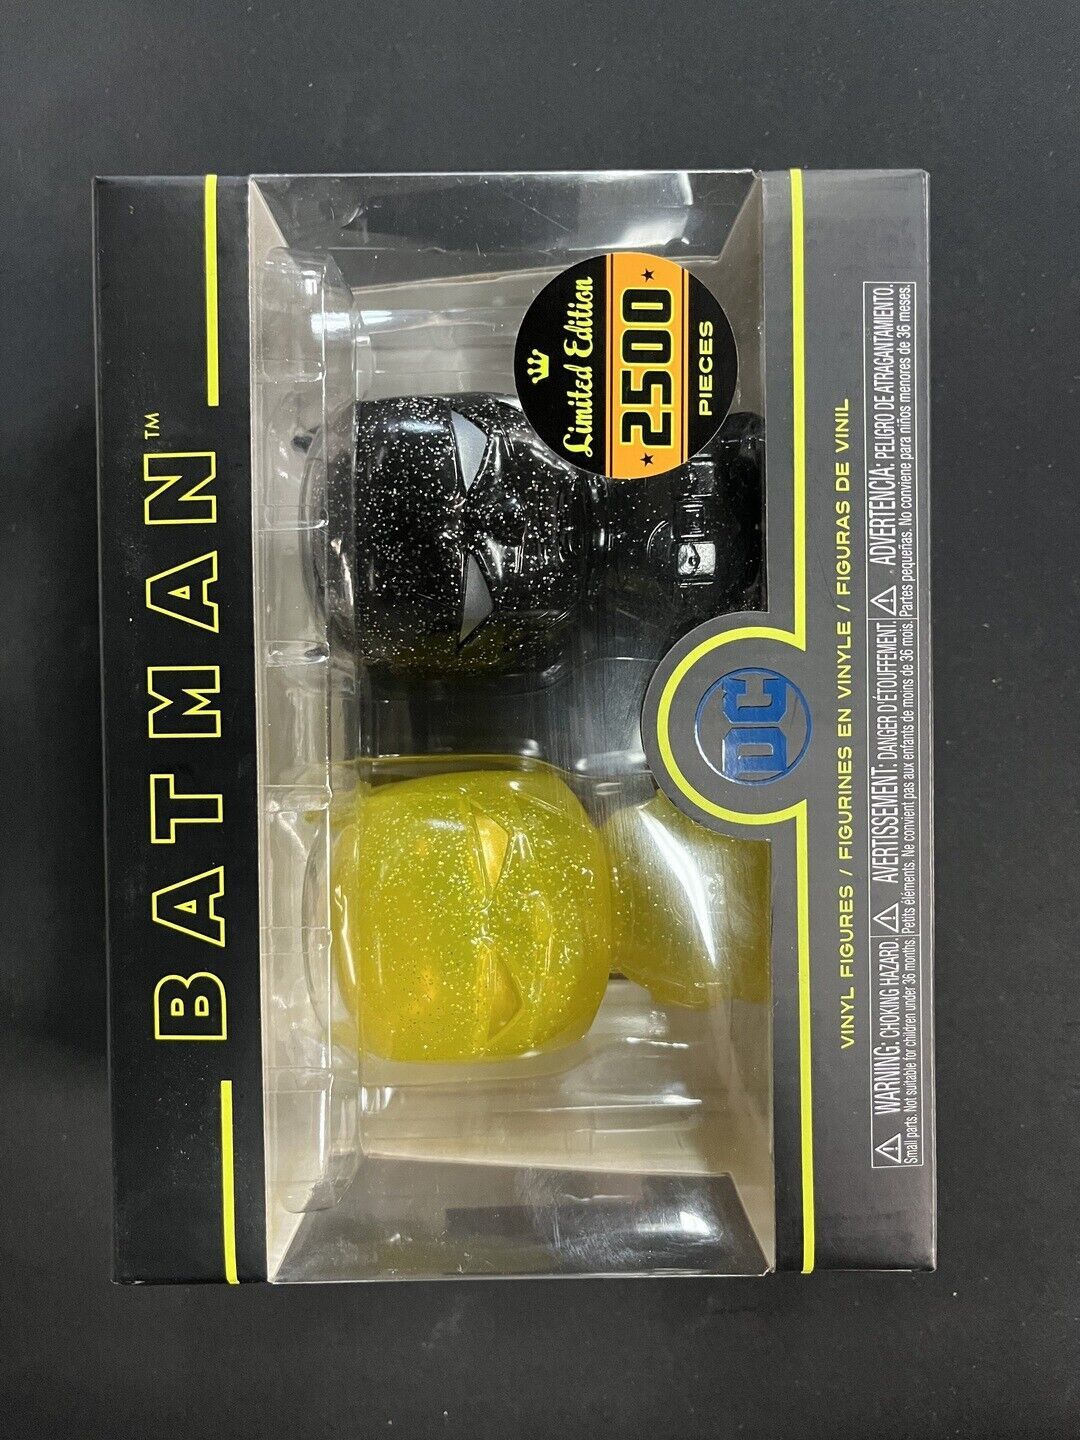 BATMAN™
Limited Edition
2500
PIECES
DC
VINYL FIGURES / FIGURINES EN VINYLE / FIGURAS DE VINIL
⚠ WARNING: CHOKING HAZARD. ⚠ AVERTISSEMENT: DANGER D'ÉTOUFFEMENT. ⚠ ADVERTENCIA: PELIGRO DE ATRAGANTAMIENTO.
Small parts. Not suitable for children under 36 months. Petits éléments. Ne convient pas aux enfants de moins de 36 mois. Partes pequeñas. No conviene para niños menores de 36 meses.